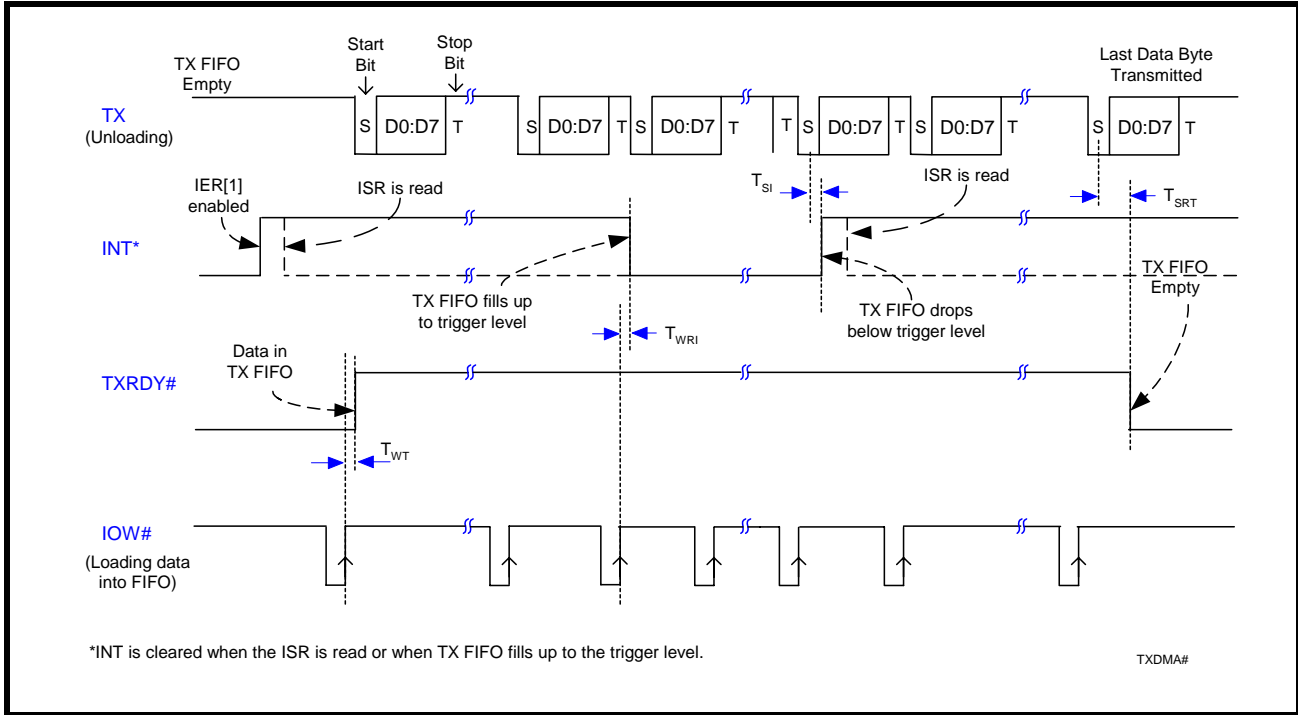 Start
Bit
Stop
Bit
TX FIFO
Empty
Last Data Byte
Transmitted
TX
(Unloading)
S D0:D7 T S D0:D7 T S D0:D7 T T S D0:D7 T S D0:D7 T S D0:D7 T
IER[1]
enabled
ISR is read
TSI
ISR is read
TSRT
INT*
TX FIFO fills up
to trigger level
TX FIFO drops
below trigger level
TX FIFO
Empty
TWRI
Data in
TX FIFO
TXRDY#
TWT
IOW#
(Loading data
into FIFO)
*INT is cleared when the ISR is read or when TX FIFO fills up to the trigger level.
TXDMA#